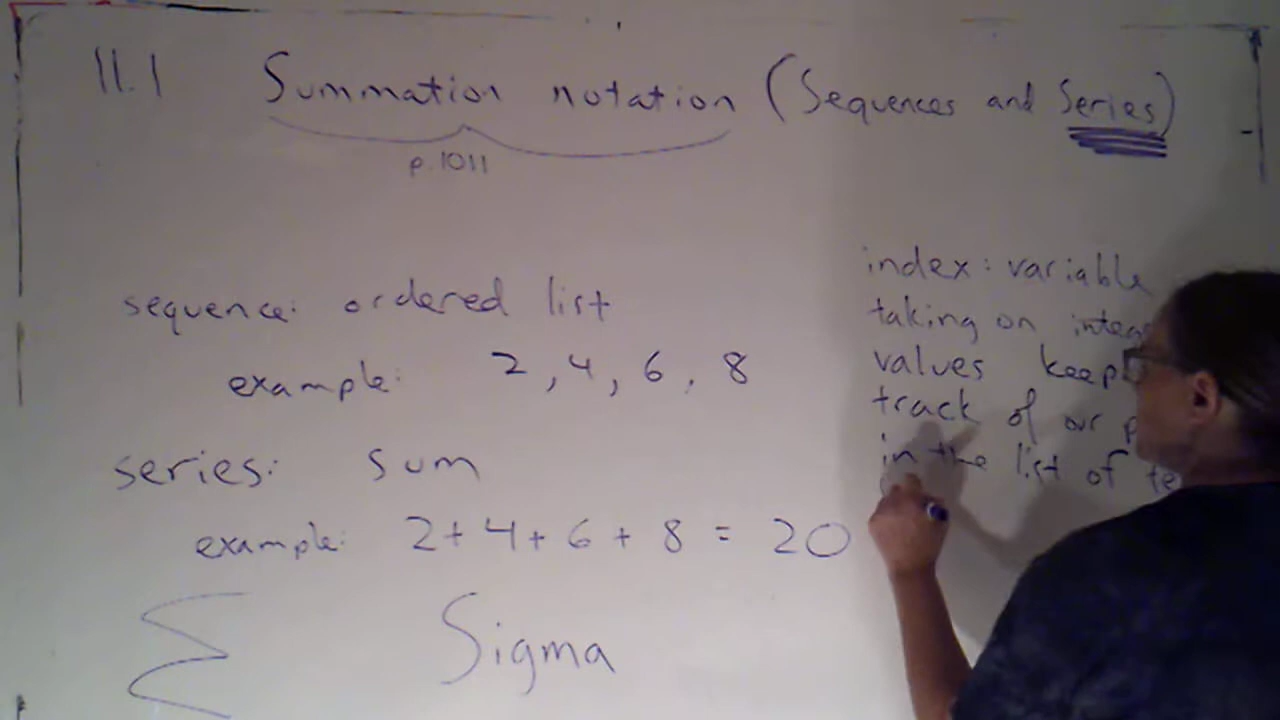 11.1 Summation notation (Sequences and Series)
p.1011
sequence: ordered list
example: 2, 4, 6, 8
series: sum
example: 2+4+6+8 = 20
Σ Sigma
index: variable
taking on
values
track of our
in the list of